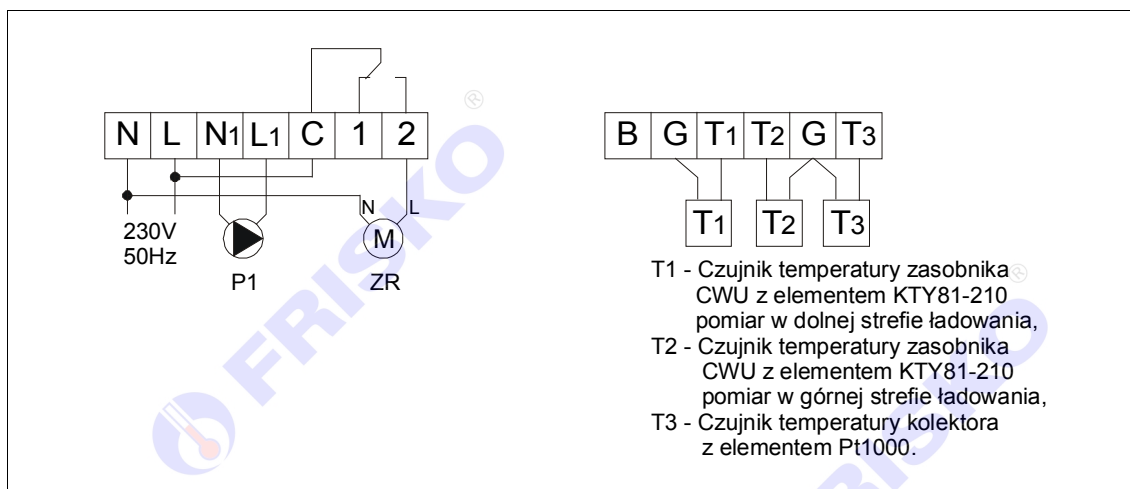 N L N1 L1 C 1 2
N L
230V
50Hz
M
P1
ZR
B G T1 T2 G T3
T1 T2 T3
T1 - Czujnik temperatury zasobnika
CWU z elementem KTY81-210
pomiar w dolnej strefie ładowania,
T2 - Czujnik temperatury zasobnika
CWU z elementem KTY81-210
pomiar w górnej strefie ładowania,
T3 - Czujnik temperatury kolektora
z elementem Pt1000.
FRISKO ®
FRISKO ®